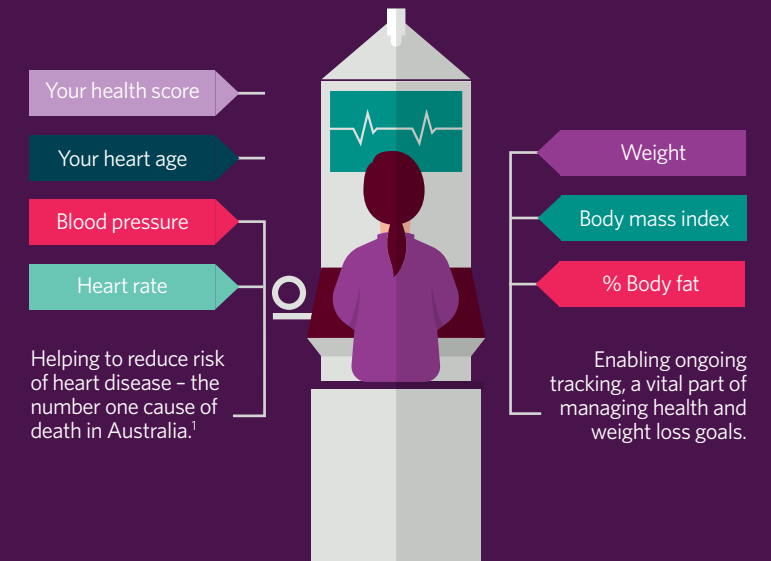 Your health score
Your heart age
Blood pressure
Heart rate
Helping to reduce risk
of heart disease – the
number one cause of
death in Australia.¹
Weight
Body mass index
% Body fat
Enabling ongoing
tracking, a vital part of
managing health and
weight loss goals.